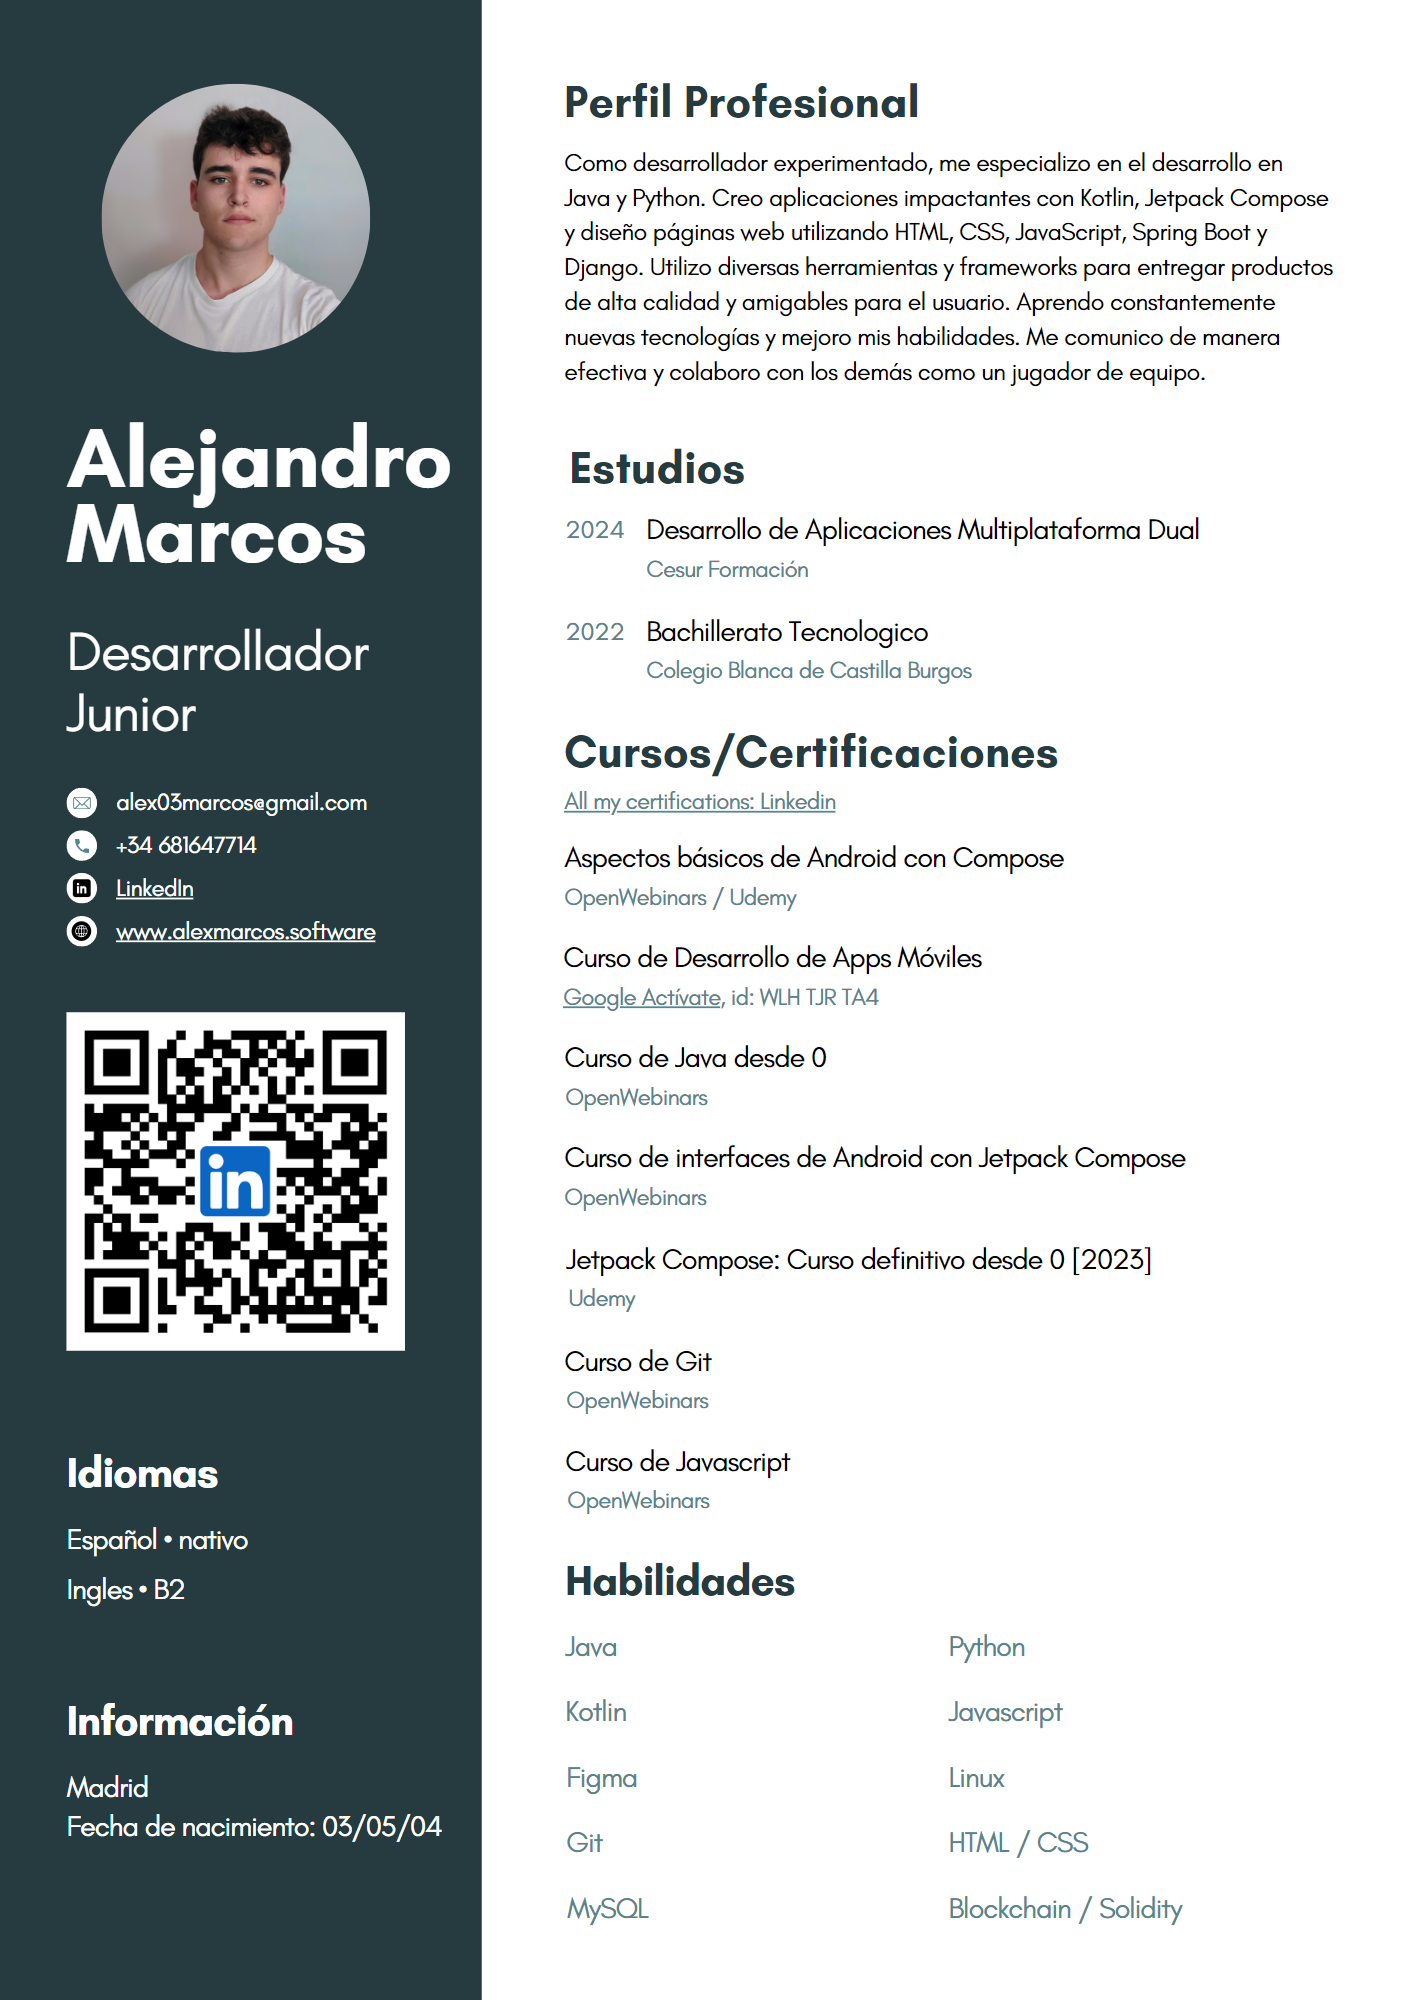 Alejandro
Marcos
Desarrollador
Junior
alex03marcos@gmail.com
+34 681647714
LinkedIn
www.alexmarcos.software
in
Idiomas
Español • nativo
Ingles • B2
Información
Madrid
Fecha de nacimiento: 03/05/04
Perfil Profesional
Como desarrollador experimentado, me especializo en el desarrollo en
Java y Python. Creo aplicaciones impactantes con Kotlin, Jetpack Compose
y diseño páginas web utilizando HTML, CSS, JavaScript, Spring Boot y
Django. Utilizo diversas herramientas y frameworks para entregar productos
de alta calidad y amigables para el usuario. Aprendo constantemente
nuevas tecnologías y mejoro mis habilidades. Me comunico de manera
efectiva y colaboro con los demás como un jugador de equipo.
Estudios
2024 Desarrollo de Aplicaciones Multiplataforma Dual
Cesur Formación
2022 Bachillerato Tecnologico
Colegio Blanca de Castilla Burgos
Cursos/Certificaciones
All my certifications: Linkedin
Aspectos básicos de Android con Compose
OpenWebinars / Udemy
Curso de Desarrollo de Apps Móviles
Google Actívate, id: WLH TJR TA4
Curso de Java desde 0
OpenWebinars
Curso de interfaces de Android con Jetpack Compose
OpenWebinars
Jetpack Compose: Curso definitivo desde 0 [2023]
Udemy
Curso de Git
OpenWebinars
Curso de Javascript
OpenWebinars
Habilidades
Java Python
Kotlin Javascript
Figma Linux
Git HTML / CSS
MySQL Blockchain / Solidity